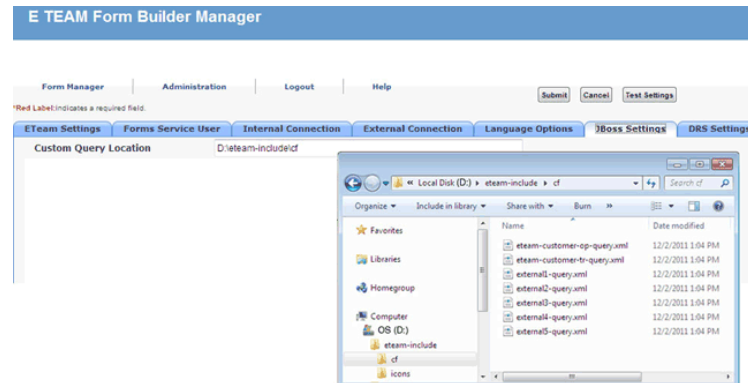 E TEAM Form Builder Manager
Form Manager Administration Logout Help
Submit Cancel Test Settings
*Red Label:indicates a required field.
ETeam Settings Forms Service User Internal Connection External Connection Language Options JBoss Settings DRS Settings
Custom Query Location D:\eteam-include\cf
« Local Disk (D:) ▸ eteam-include ▸ cf Search cf
Organize Include in library Share with Burn »
Favorites
Libraries
Homegroup
Computer
OS (D:)
eteam-include
cf
icons
Name Date modified
eteam-customer-op-query.xml 12/2/2011 1:04 PM
eteam-customer-tr-query.xml 12/2/2011 1:04 PM
external1-query.xml 12/2/2011 1:04 PM
external2-query.xml 12/2/2011 1:04 PM
external3-query.xml 12/2/2011 1:04 PM
external4-query.xml 12/2/2011 1:04 PM
external5-query.xml 12/2/2011 1:04 PM